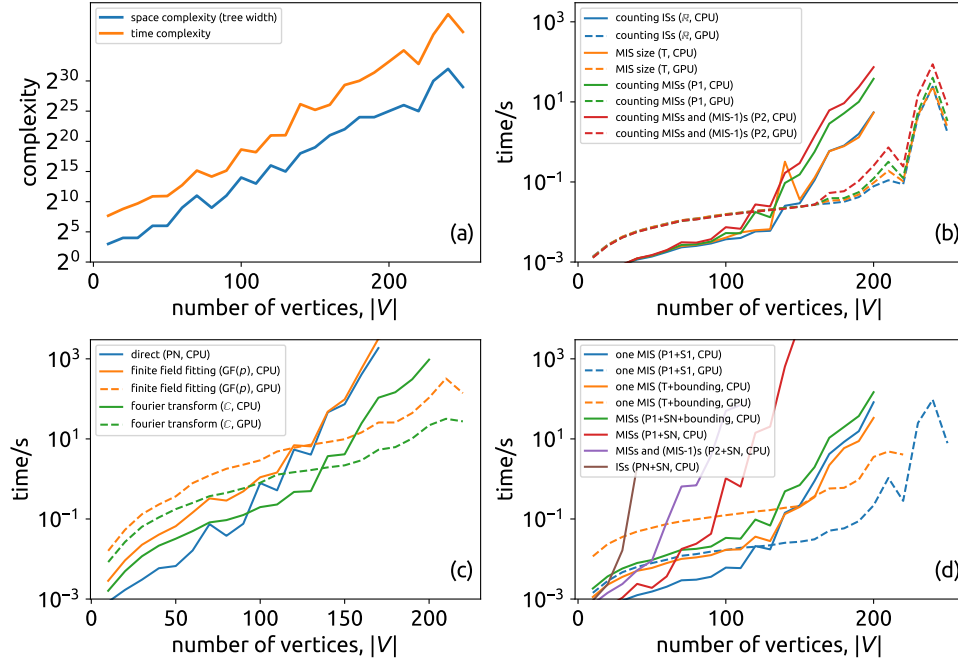 space complexity (tree width)
time complexity
complexity
2^30
2^25
2^20
2^15
2^10
2^5
2^0
0
100
200
number of vertices, |V|
(a)
counting ISs (ℝ, CPU)
counting ISs (ℝ, GPU)
MIS size (T, CPU)
MIS size (T, GPU)
counting MISs (P1, CPU)
counting MISs (P1, GPU)
counting MISs and (MIS-1)s (P2, CPU)
counting MISs and (MIS-1)s (P2, GPU)
time/s
10^3
10^1
10^−1
10^−3
0
100
200
number of vertices, |V|
(b)
direct (PN, CPU)
finite field fitting (GF(p), CPU)
finite field fitting (GF(p), GPU)
fourier transform (ℂ, CPU)
fourier transform (ℂ, GPU)
time/s
10^3
10^1
10^−1
10^−3
0
50
100
150
200
number of vertices, |V|
(c)
one MIS (P1+S1, CPU)
one MIS (P1+S1, GPU)
one MIS (T+bounding, CPU)
one MIS (T+bounding, GPU)
MISs (P1+SN+bounding, CPU)
MISs (P1+SN, CPU)
MISs and (MIS-1)s (P2+SN, CPU)
ISs (PN+SN, CPU)
time/s
10^3
10^1
10^−1
10^−3
0
100
200
number of vertices, |V|
(d)